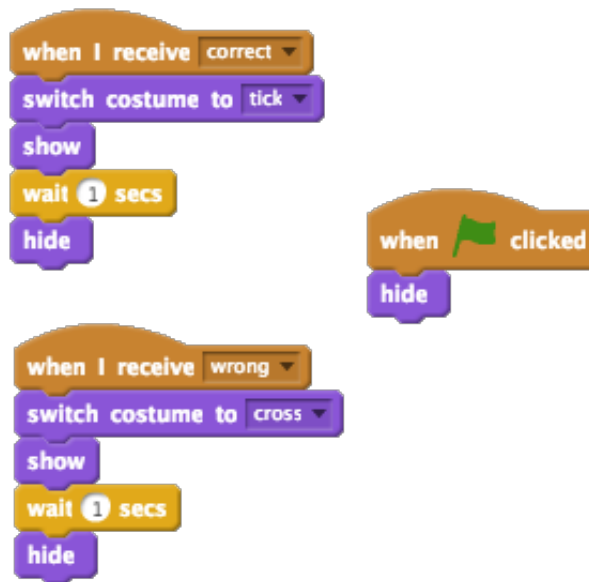 when I receive correct
switch costume to tick
show
wait 1 secs
hide
when clicked
hide
when I receive wrong
switch costume to cross
show
wait 1 secs
hide